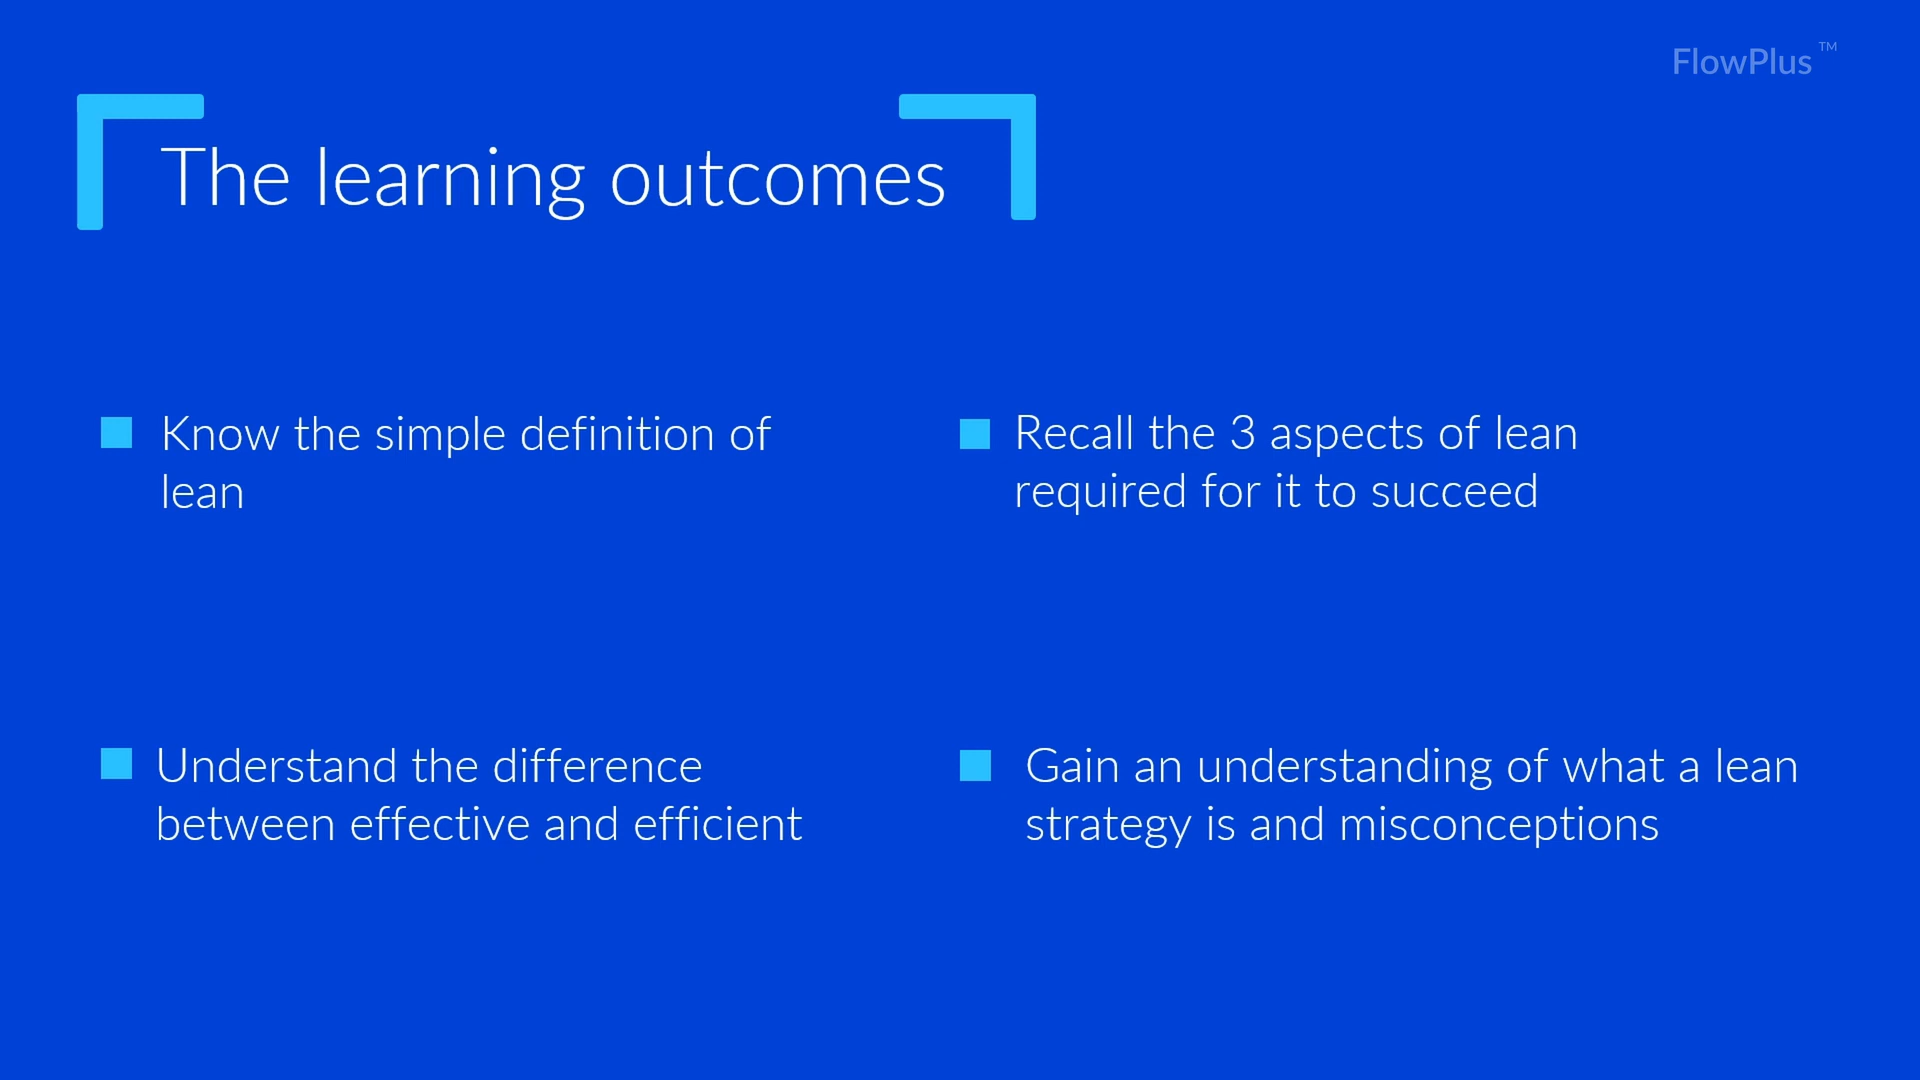 FlowPlus™
The learning outcomes
Know the simple definition of
lean
Recall the 3 aspects of lean
required for it to succeed
Understand the difference
between effective and efficient
Gain an understanding of what a lean
strategy is and misconceptions